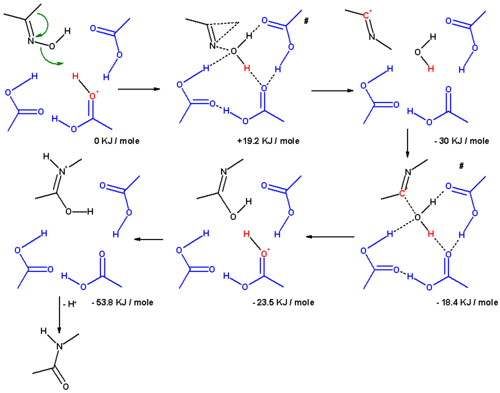 N O H
O
O
H
H
O
O
H
O+
H O
0 KJ / mole
#
N
O
H
H
O
O
H
H
O
O
O
H O
+19.2 KJ / mole
C+
N
O
H
H
O
O
H
H
O
O
O
H O
- 30 KJ / mole
#
N
C+
O
H
H
O
O
H
H
O
O
O
H O
- 18.4 KJ / mole
N
O
H
O
O
H
H
O
O
H
O+
H O
- 23.5 KJ / mole
H N+
O H
O
O
H
H
O
O
O
H O
- 53.8 KJ / mole
- H+
H N
O